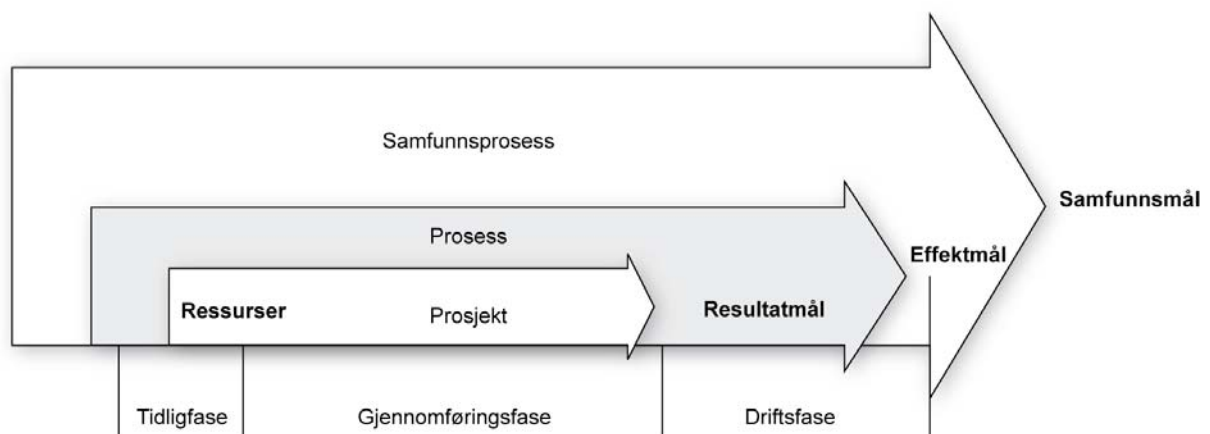 Samfunnsprosess
Samfunnsmål
Prosess
Effektmål
Ressurser
Prosjekt
Resultatmål
Tidligfase
Gjennomføringsfase
Driftsfase